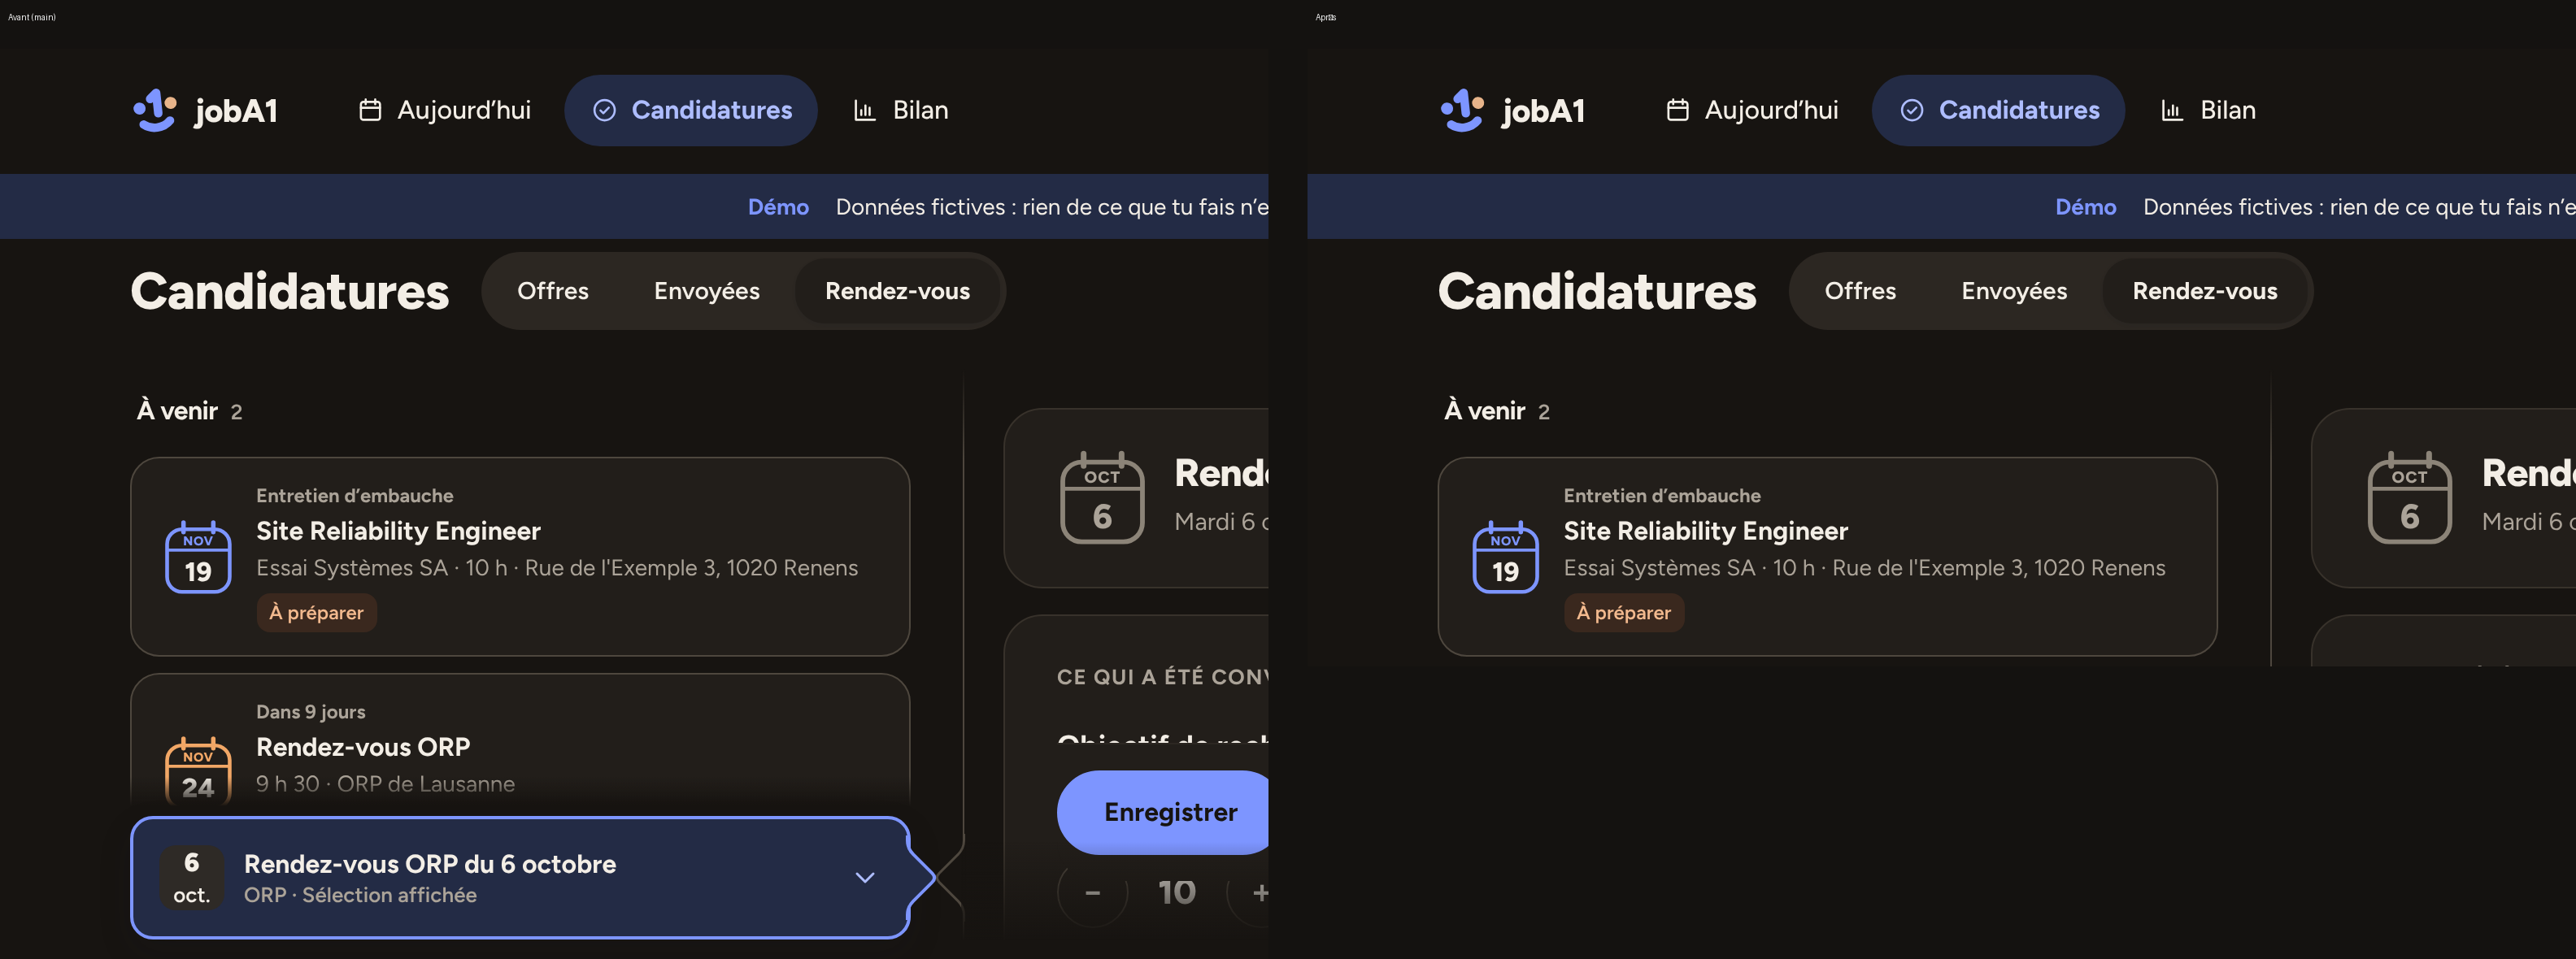 Avant (main)
jobA1
Aujourd’hui
Candidatures
Bilan
Démo
Données fictives : rien de ce que tu fais n’e
Candidatures
Offres
Envoyées
Rendez-vous
À venir 2
Entretien d’embauche
Site Reliability Engineer
Essai Systèmes SA · 10 h · Rue de l'Exemple 3, 1020 Renens
NOV
19
À préparer
Dans 9 jours
Rendez-vous ORP
9 h 30 · ORP de Lausanne
NOV
24
6
oct.
Rendez-vous ORP du 6 octobre
ORP · Sélection affichée
OCT
6
Rend
Mardi 6
CE QUI A ÉTÉ CONV
Objectif de rech
Enregistrer
− 10 +
jobA1
Aujourd’hui
Candidatures
Bilan
Démo
Données fictives : rien de ce que tu fais n’e
Candidatures
Offres
Envoyées
Rendez-vous
À venir 2
Entretien d’embauche
Site Reliability Engineer
Essai Systèmes SA · 10 h · Rue de l'Exemple 3, 1020 Renens
NOV
19
À préparer
OCT
6
Rend
Mardi 6